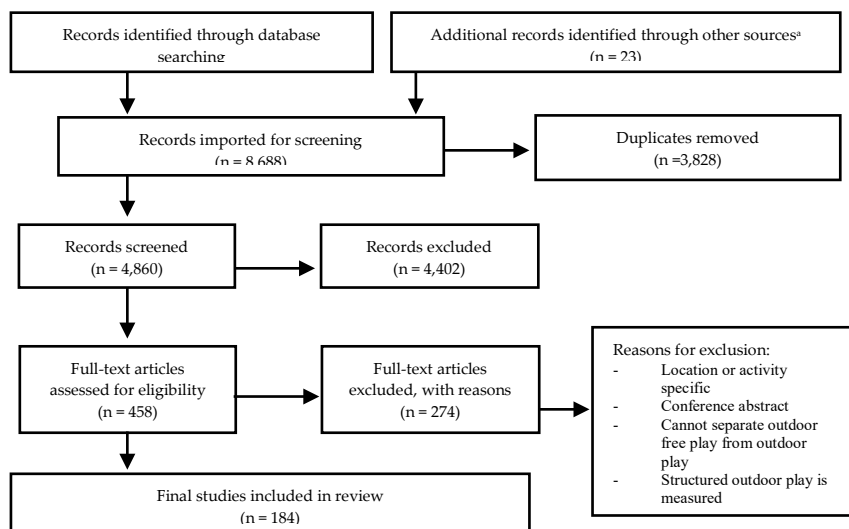 Records identified through database
searching
Additional records identified through other sourcesᵃ
(n = 23)
Records imported for screening
(n = 8,688)
Duplicates removed
(n =3,828)
Records screened
(n = 4,860)
Records excluded
(n = 4,402)
Full-text articles
assessed for eligibility
(n = 458)
Full-text articles
excluded, with reasons
(n = 274)
Reasons for exclusion:
- Location or activity
specific
- Conference abstract
- Cannot separate outdoor
free play from outdoor
play
- Structured outdoor play is
measured
Final studies included in review
(n = 184)